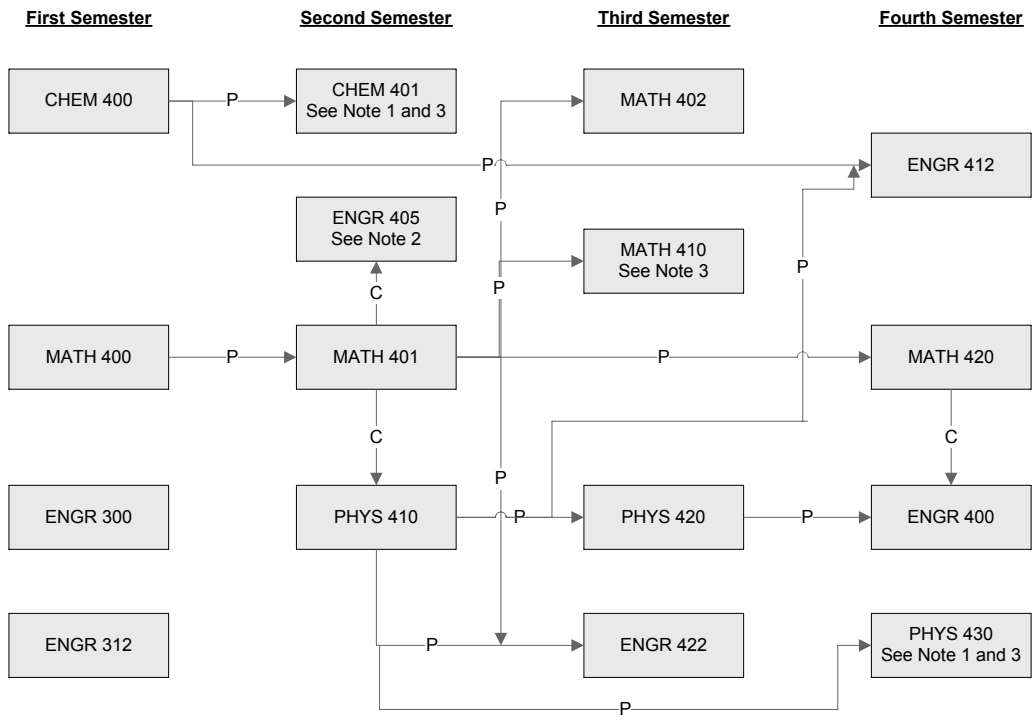 First Semester
Second Semester
Third Semester
Fourth Semester
CHEM 400
P
CHEM 401
See Note 1 and 3
MATH 402
P
P
ENGR 412
ENGR 405
See Note 2
P
MATH 410
See Note 3
P
C
P
MATH 400
P
MATH 401
P
MATH 420
C
C
P
ENGR 300
PHYS 410
P
PHYS 420
P
ENGR 400
ENGR 312
P
ENGR 422
PHYS 430
See Note 1 and 3
P